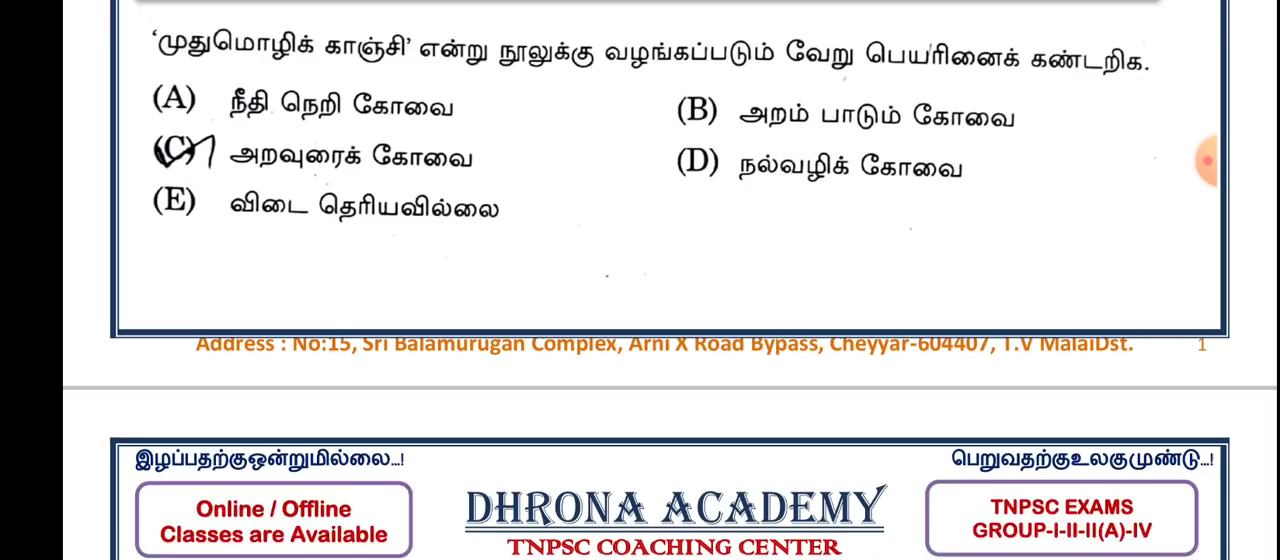 ‘முதுமொழிக் காஞ்சி’ என்று நூலுக்கு வழங்கப்படும் வேறு பெயரினைக் கண்டறிக.
(A) நீதி நெறி கோவை
(B) அறம் பாடும் கோவை
(C) அறவுரைக் கோவை
(D) நல்வழிக் கோவை
(E) விடை தெரியவில்லை
Address : No:15, Sri Balamurugan Complex, Arni X Road Bypass, Cheyyar-604407, T.V MalaiDst. 1
இழப்பதற்குஒன்றுமில்லை...! பெறுவதற்குஉலகுமுண்டு...!
Online / Offline
Classes are Available
DHRONA ACADEMY
TNPSC COACHING CENTER
TNPSC EXAMS
GROUP-I-II-II(A)-IV